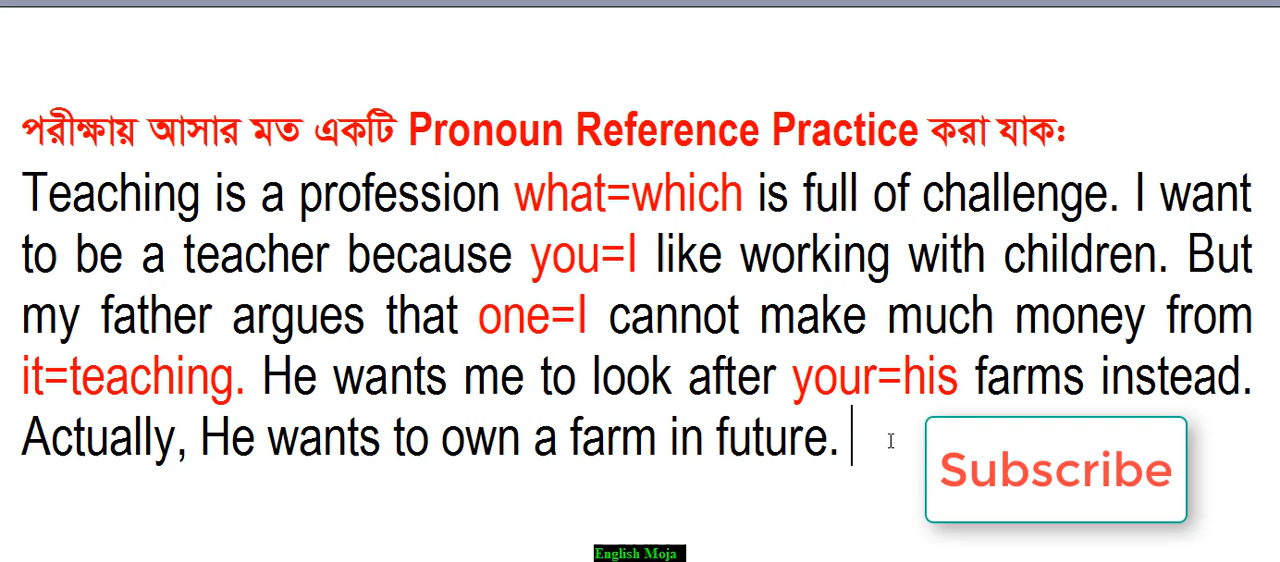 পরীক্ষায় আসার মত একটি Pronoun Reference Practice করা যাক:
Teaching is a profession what=which is full of challenge. I want
to be a teacher because you=I like working with children. But
my father argues that one=I cannot make much money from
it=teaching. He wants me to look after your=his farms instead.
Actually, He wants to own a farm in future.
Subscribe
English Moja